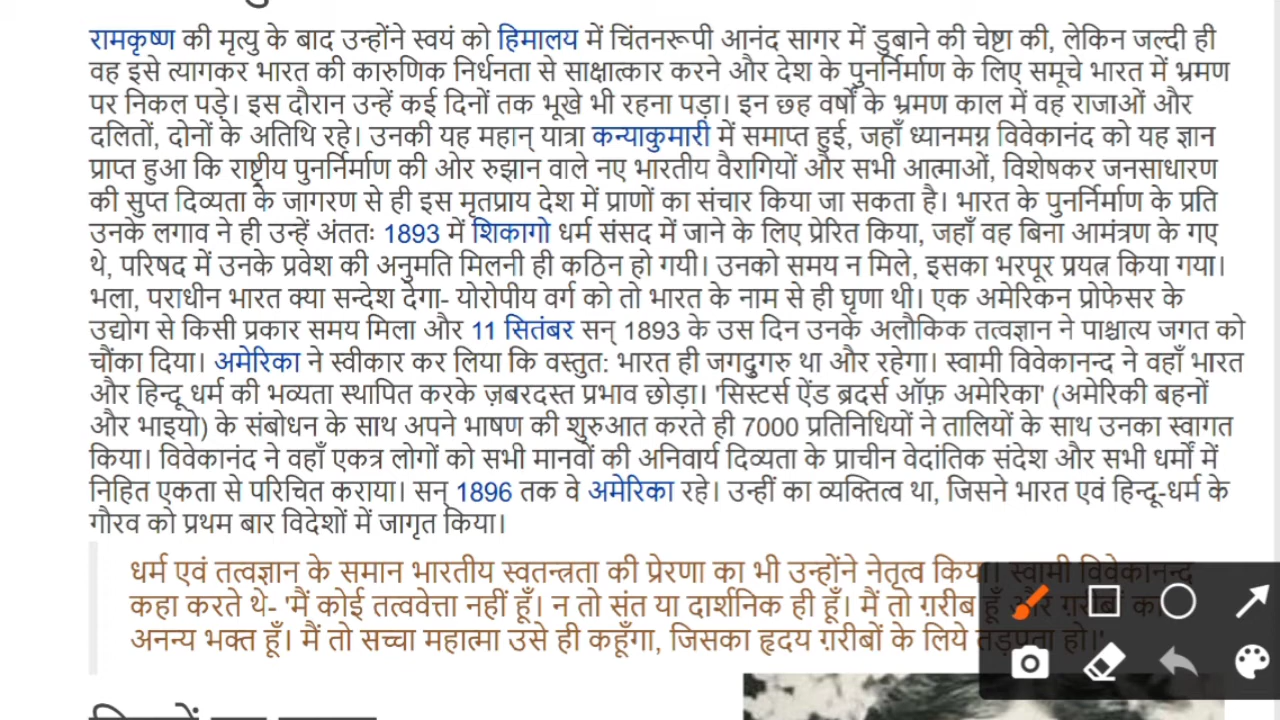 रामकृष्ण की मृत्यु के बाद उन्होंने स्वयं को हिमालय में चिंतनरूपी आनंद सागर में डुबाने की चेष्टा की, लेकिन जल्दी ही
वह इसे त्यागकर भारत की कारुणिक निर्धनता से साक्षात्कार करने और देश के पुनर्निर्माण के लिए समूचे भारत में भ्रमण
पर निकल पड़े। इस दौरान उन्हें कई दिनों तक भूखे भी रहना पड़ा। इन छह वर्षों के भ्रमण काल में वह राजाओं और
दलितों, दोनों के अतिथि रहे। उनकी यह महान् यात्रा कन्याकुमारी में समाप्त हुई, जहाँ ध्यानमग्न विवेकानंद को यह ज्ञान
प्राप्त हुआ कि राष्ट्रीय पुनर्निर्माण की ओर रुझान वाले नए भारतीय वैरागियों और सभी आत्माओं, विशेषकर जनसाधारण
की सुप्त दिव्यता के जागरण से ही इस मृतप्राय देश में प्राणों का संचार किया जा सकता है। भारत के पुनर्निर्माण के प्रति
उनके लगाव ने ही उन्हें अंततः 1893 में शिकागो धर्म संसद में जाने के लिए प्रेरित किया, जहाँ वह बिना आमंत्रण के गए
थे, परिषद में उनके प्रवेश की अनुमति मिलनी ही कठिन हो गयी। उनको समय न मिले, इसका भरपूर प्रयत्न किया गया।
भला, पराधीन भारत क्या सन्देश देगा- योरोपीय वर्ग को तो भारत के नाम से ही घृणा थी। एक अमेरिकन प्रोफेसर के
उद्योग से किसी प्रकार समय मिला और 11 सितंबर सन् 1893 के उस दिन उनके अलौकिक तत्वज्ञान ने पाश्चात्य जगत को
चौंका दिया। अमेरिका ने स्वीकार कर लिया कि वस्तुत: भारत ही जगद्गुरु था और रहेगा। स्वामी विवेकानन्द ने वहाँ भारत
और हिन्दू धर्म की भव्यता स्थापित करके ज़बरदस्त प्रभाव छोड़ा। 'सिस्टर्स ऐंड ब्रदर्स ऑफ़ अमेरिका' (अमेरिकी बहनों
और भाइयो) के संबोधन के साथ अपने भाषण की शुरुआत करते ही 7000 प्रतिनिधियों ने तालियों के साथ उनका स्वागत
किया। विवेकानंद ने वहाँ एकत्र लोगों को सभी मानवों की अनिवार्य दिव्यता के प्राचीन वेदांतिक संदेश और सभी धर्मों में
निहित एकता से परिचित कराया। सन् 1896 तक वे अमेरिका रहे। उन्हीं का व्यक्तित्व था, जिसने भारत एवं हिन्दू-धर्म के
गौरव को प्रथम बार विदेशों में जागृत किया।
धर्म एवं तत्वज्ञान के समान भारतीय स्वतन्त्रता की प्रेरणा का भी उन्होंने नेतृत्व किया। स्वामी विवेकानन्द
कहा करते थे- 'मैं कोई तत्ववेत्ता नहीं हूँ। न तो संत या दार्शनिक ही हूँ। मैं तो ग़रीब हूँ और ग़रीबों का
अनन्य भक्त हूँ। मैं तो सच्चा महात्मा उसे ही कहूँगा, जिसका हृदय ग़रीबों के लिये तड़पता हो।'